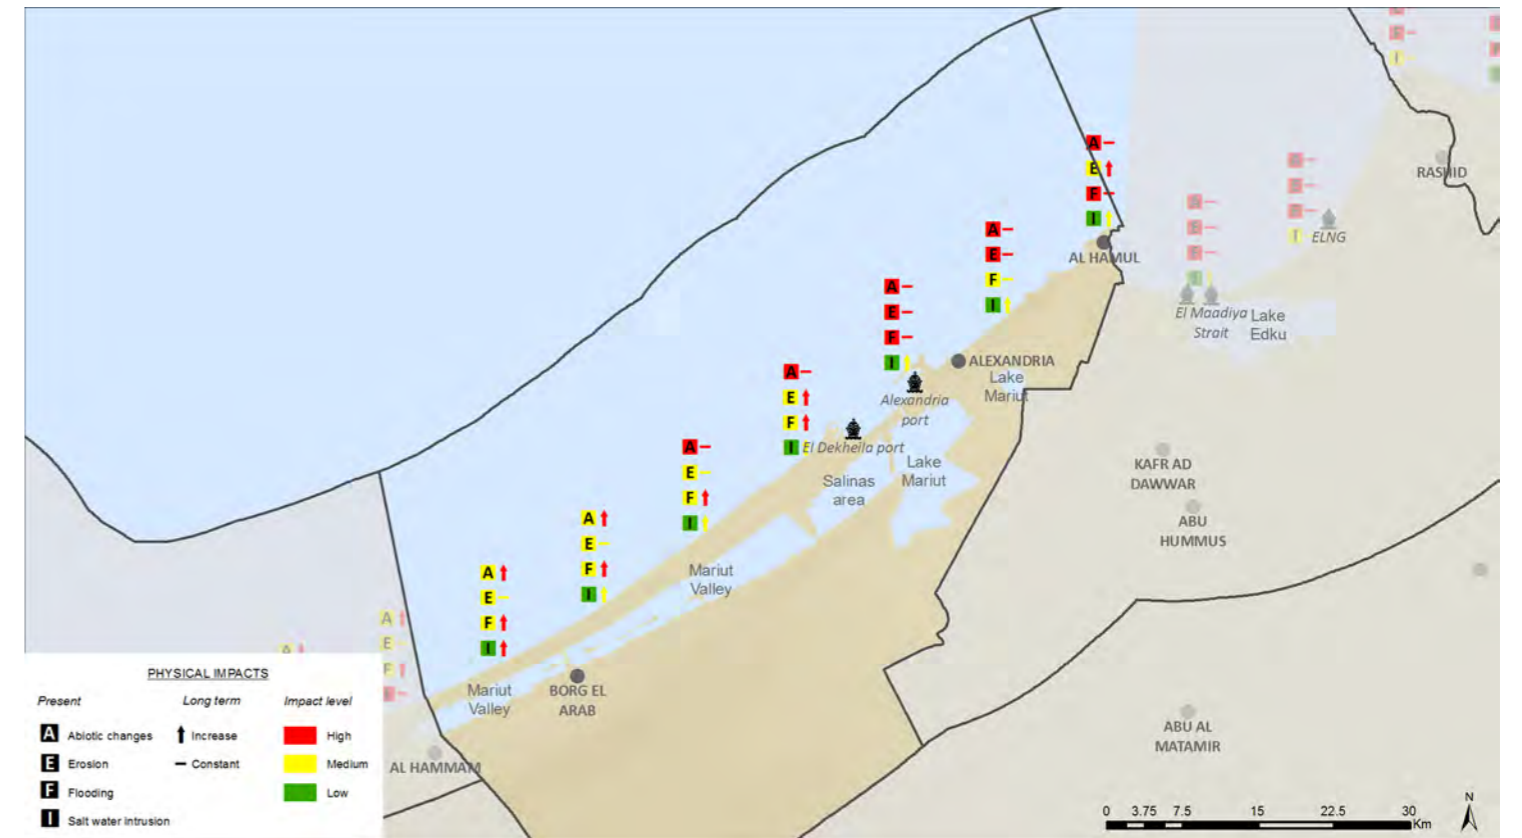 A
E
F
I
A
E
F
I
A
E
F
I
A
E
F
I
A
E
F
I
A
E
F
I
A
E
F
I
RASHID
ELNG
AL HAMUL
El Maadiya
Strait
Lake
Edku
ALEXANDRIA
Lake
Mariut
Alexandria
port
El Dekheila port
Lake
Mariut
Salinas
area
KAFR AD
DAWWAR
ABU
HUMMUS
Mariut
Valley
Mariut
Valley
BORG EL
ARAB
ABU AL
MATAMIR
AL HAMMAM
PHYSICAL IMPACTS
Present Long term Impact level
A Abiotic changes Increase High
E Erosion Constant Medium
F Flooding Low
I Salt water intrusion
N
0 3.75 7.5 15 22.5 30
Km